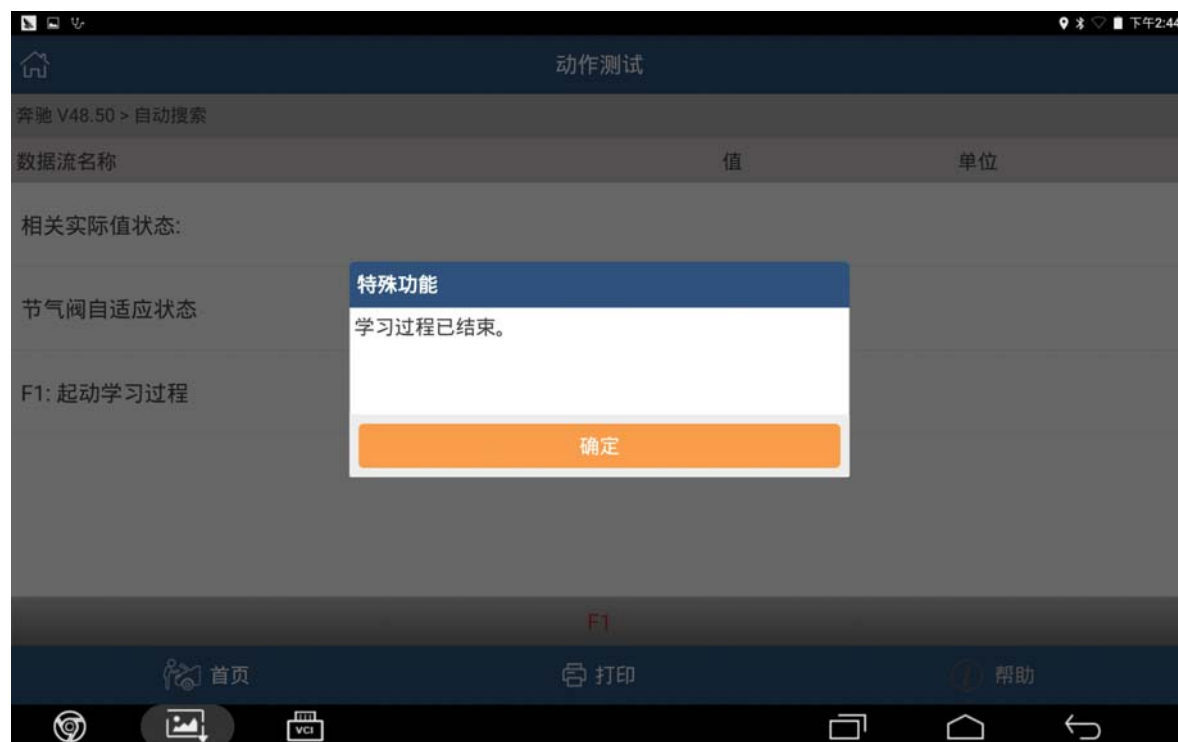 下午2:44
动作测试
奔驰 V48.50 > 自动搜索
数据流名称 值 单位
相关实际值状态:
节气阀自适应状态
F1: 起动学习过程
特殊功能
学习过程已结束。
确定
F1
首页 打印 帮助
VCI